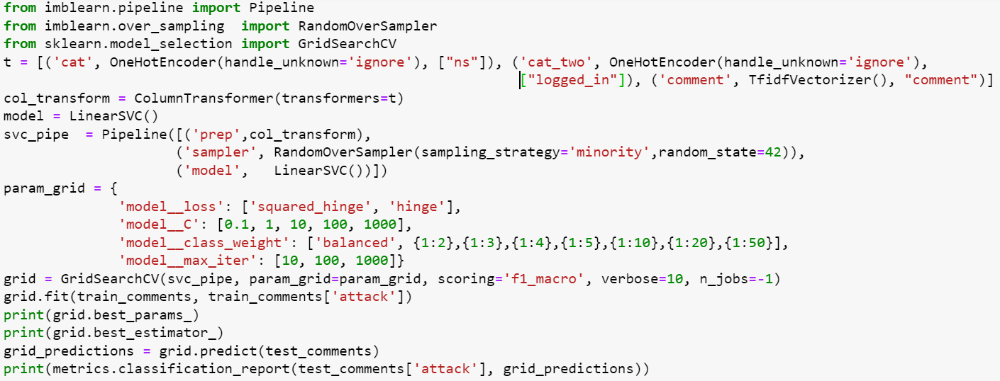 from imblearn.pipeline import Pipeline
from imblearn.over_sampling  import RandomOverSampler
from sklearn.model_selection import GridSearchCV
t = [('cat', OneHotEncoder(handle_unknown='ignore'), ["ns"]), ('cat_two', OneHotEncoder(handle_unknown='ignore'),
                                                               ["logged_in"]), ('comment', TfidfVectorizer(), "comment")]
col_transform = ColumnTransformer(transformers=t)
model = LinearSVC()
svc_pipe  = Pipeline([('prep',col_transform),
                     ('sampler', RandomOverSampler(sampling_strategy='minority',random_state=42)),
                     ('model',   LinearSVC())])
param_grid = {
              'model__loss': ['squared_hinge', 'hinge'],
              'model__C': [0.1, 1, 10, 100, 1000],
              'model__class_weight': ['balanced', {1:2},{1:3},{1:4},{1:5},{1:10},{1:20},{1:50}],
              'model__max_iter': [10, 100, 1000]}
grid = GridSearchCV(svc_pipe, param_grid=param_grid, scoring='f1_macro', verbose=10, n_jobs=-1)
grid.fit(train_comments, train_comments['attack'])
print(grid.best_params_)
print(grid.best_estimator_)
grid_predictions = grid.predict(test_comments)
print(metrics.classification_report(test_comments['attack'], grid_predictions))